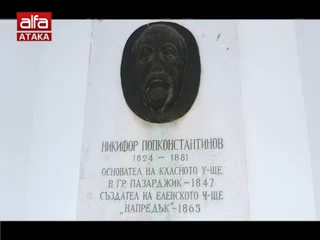 alfa
АТАКА
НИКИФОР ПОПКОНСТАНТИНОВ
1824 – 1881
ОСНОВАТЕЛ НА КЛАСНОТО У-ЩЕ
В ГР. ПАЗАРДЖИК – 1847
СЪЗДАТЕЛ НА ЕЛЕНСКОТО У-ЩЕ
„НАПРЕДЪК“ – 1863